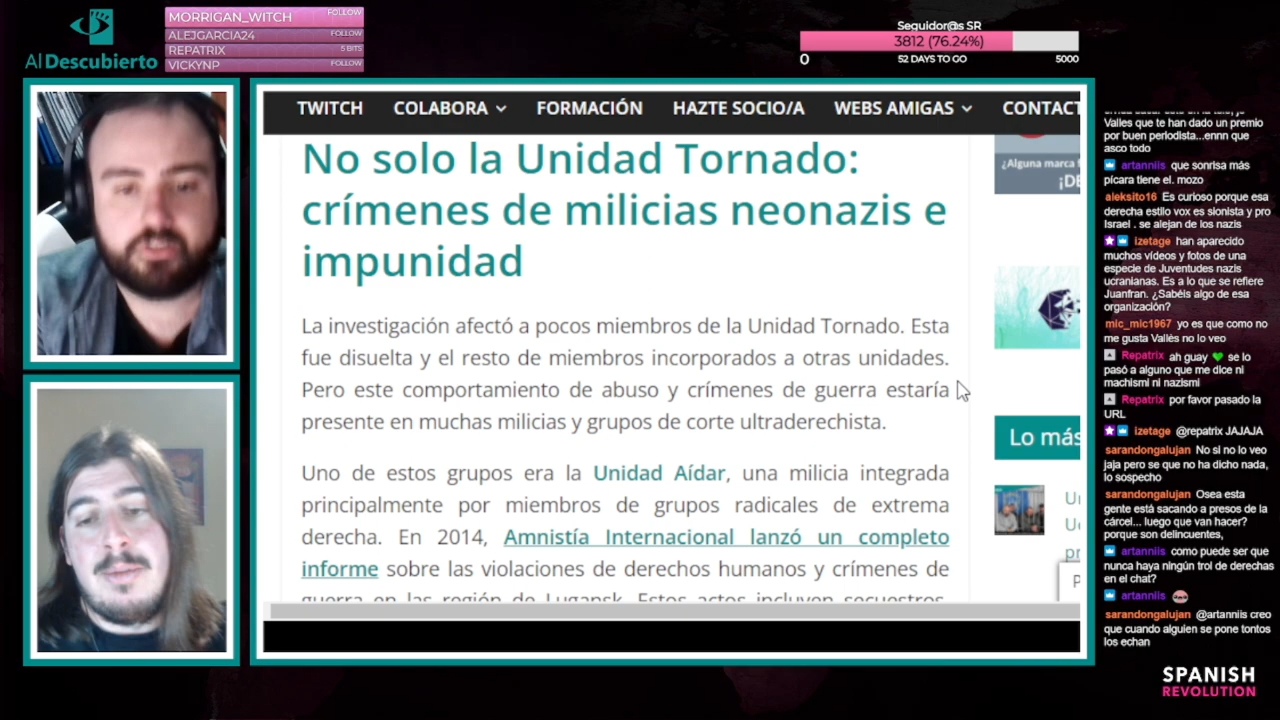 Al Descubierto
MORRIGAN_WITCH FOLLOW
ALEJGARCIA24 FOLLOW
REPATRIX 5 BITS
VICKYNP FOLLOW
Seguidor@s SR
3812 (76.24%)
0 52 DAYS TO GO 5000
TWITCH COLABORA FORMACIÓN HAZTE SOCIO/A WEBS AMIGAS CONTACT
No solo la Unidad Tornado:
crímenes de milicias neonazis e
impunidad
La investigación afectó a pocos miembros de la Unidad Tornado. Esta
fue disuelta y el resto de miembros incorporados a otras unidades.
Pero este comportamiento de abuso y crímenes de guerra estaría
presente en muchas milicias y grupos de corte ultraderechista.
Uno de estos grupos era la Unidad Aídar, una milicia integrada
principalmente por miembros de grupos radicales de extrema
derecha. En 2014, Amnistía Internacional lanzó un completo
informe sobre las violaciones de derechos humanos y crímenes de
guerra en las región de Lugansk. Estos actos incluyen secuestros,
¿Alguna marca
¡DE
Lo más
Valles que te han dado un premio
por buen periodista...ennn que
asco todo
artanniis que sonrisa más
pícara tiene el. mozo
aleksito16 Es curioso porque esa
derecha estilo vox es sionista y pro
Israel . se alejan de los nazis
izetage han aparecido
muchos vídeos y fotos de una
especie de Juventudes nazis
ucranianas. Es a lo que se refiere
Juanfran. ¿Sabéis algo de esa
organización?
mic_mic1967 yo es que como no
me gusta Vallès no lo veo
Repatrix ah guay 💚 se lo
pasó a alguno que me dice ni
machismi ni nazismi
Repatrix por favor pasado la
URL
izetage @repatrix JAJAJA
sarandongalujan No si no lo veo
jaja pero se que no ha dicho nada,
lo sospecho
sarandongalujan Osea esta
gente está sacando a presos de la
cárcel... luego que van hacer?
porque son delincuentes,
artanniis como puede ser que
nunca haya ningún trol de derechas
en el chat?
artanniis
sarandongalujan @artanniis creo
que cuando alguien se pone tontos
los echan
SPANISH
REVOLUTION